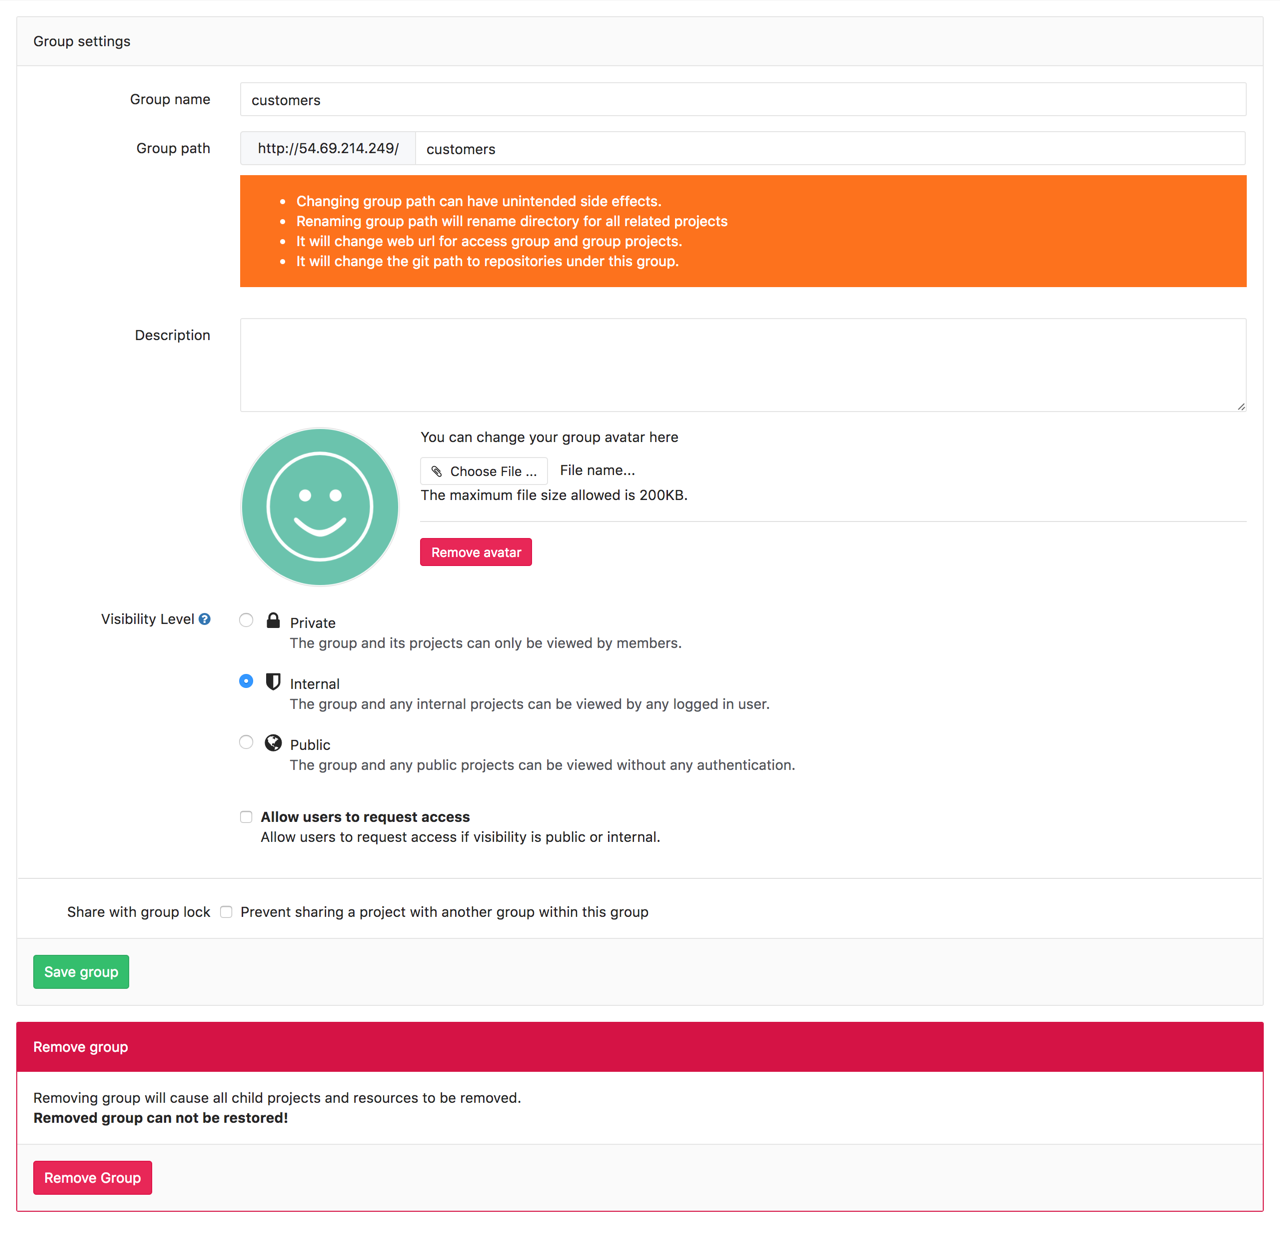 Group settings
Group name
customers
Group path
http://54.69.214.249/
customers
Changing group path can have unintended side effects.
Renaming group path will rename directory for all related projects
It will change web url for access group and group projects.
It will change the git path to repositories under this group.
Description
You can change your group avatar here
Choose File ...
File name...
The maximum file size allowed is 200KB.
Remove avatar
Visibility Level ?
Private
The group and its projects can only be viewed by members.
Internal
The group and any internal projects can be viewed by any logged in user.
Public
The group and any public projects can be viewed without any authentication.
Allow users to request access
Allow users to request access if visibility is public or internal.
Share with group lock
Prevent sharing a project with another group within this group
Save group
Remove group
Removing group will cause all child projects and resources to be removed.
Removed group can not be restored!
Remove Group